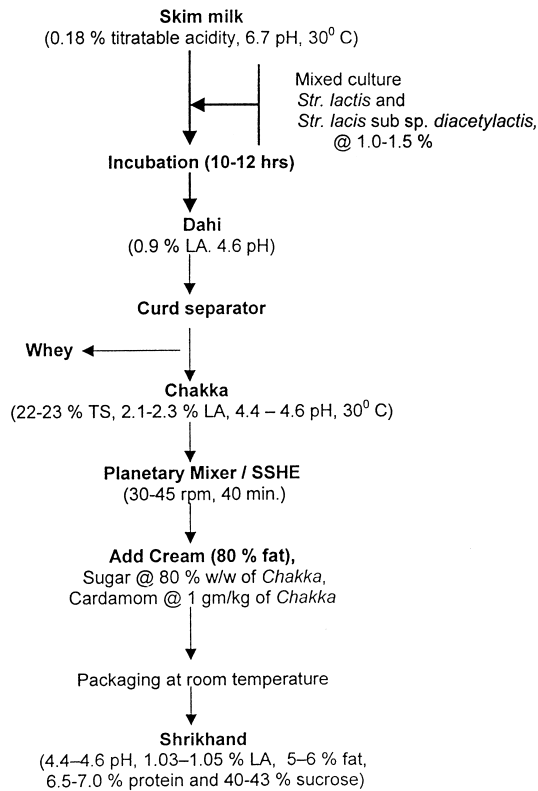 Skim milk
(0.18 % titratable acidity, 6.7 pH, 30⁰ C)
Mixed culture
Str. lactis and
Str. lacis sub sp. diacetylactis,
@ 1.0-1.5 %
Incubation (10-12 hrs)
Dahi
(0.9 % LA. 4.6 pH)
Curd separator
Whey
Chakka
(22-23 % TS, 2.1-2.3 % LA, 4.4 – 4.6 pH, 30⁰ C)
Planetary Mixer / SSHE
(30-45 rpm, 40 min.)
Add Cream (80 % fat),
Sugar @ 80 % w/w of Chakka,
Cardamom @ 1 gm/kg of Chakka
Packaging at room temperature
Shrikhand
(4.4–4.6 pH, 1.03–1.05 % LA, 5–6 % fat,
6.5-7.0 % protein and 40-43 % sucrose)